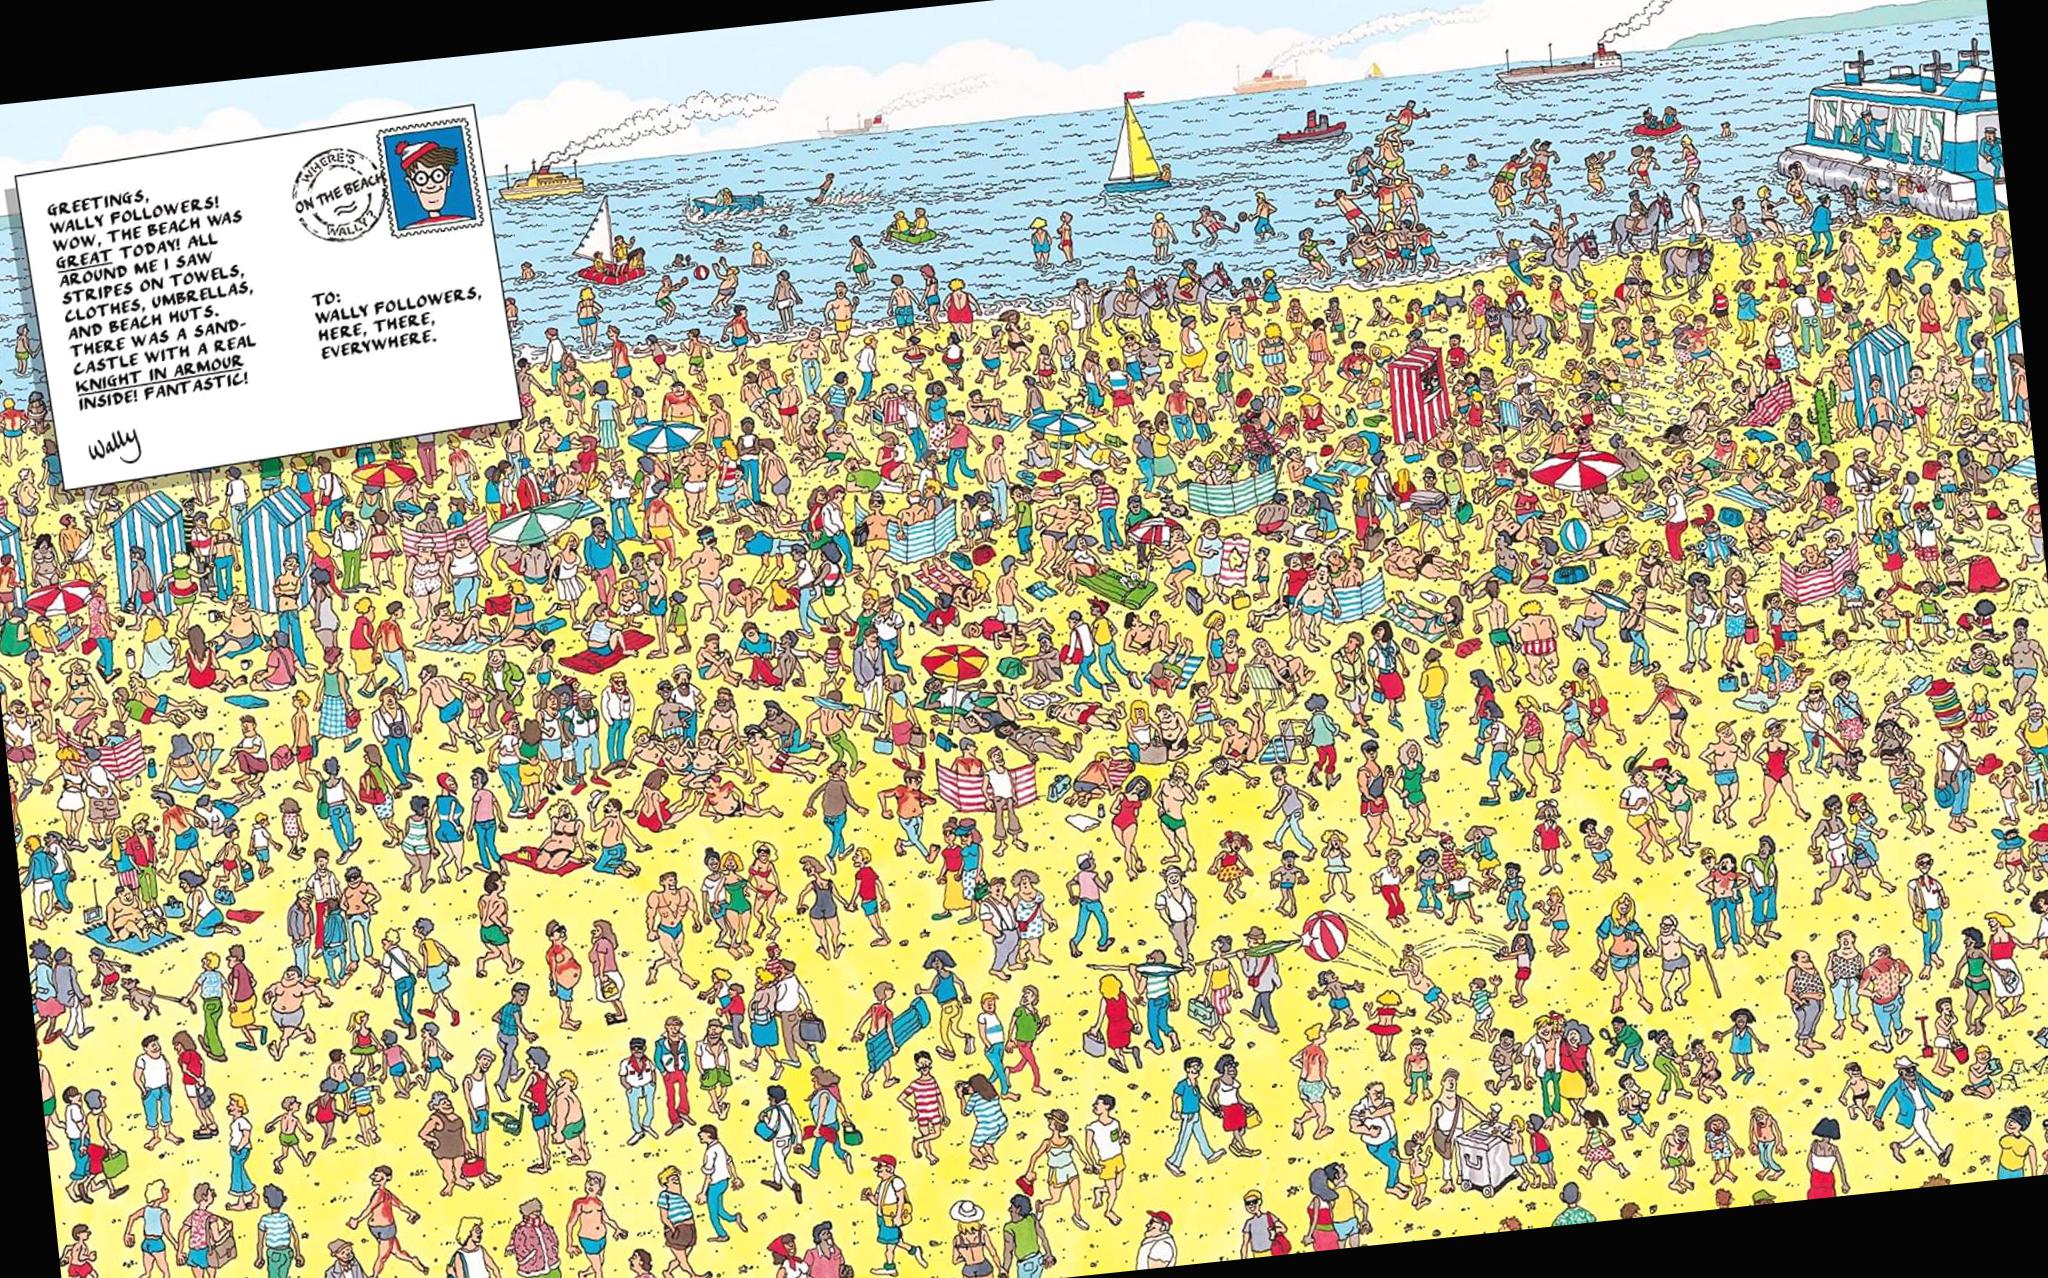 GREETINGS,
WALLY FOLLOWERS!
WOW, THE BEACH WAS
GREAT TODAY! ALL
AROUND ME I SAW
STRIPES ON TOWELS,
CLOTHES, UMBRELLAS,
AND BEACH HUTS.
THERE WAS A SAND-
CASTLE WITH A REAL
KNIGHT IN ARMOUR
INSIDE! FANTASTIC!
Wally
WHERE'S
ON THE BEACH
WALLY?
TO:
WALLY FOLLOWERS,
HERE, THERE,
EVERYWHERE.